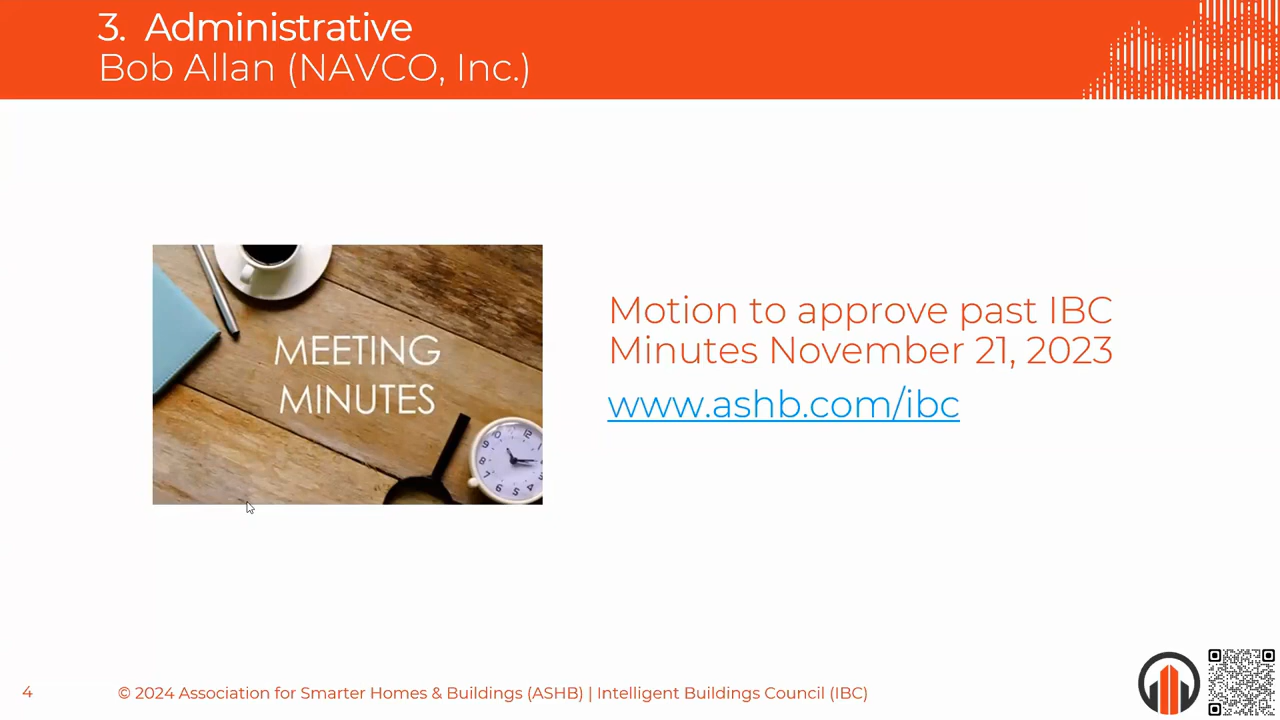 3. Administrative
Bob Allan (NAVCO, Inc.)
MEETING
MINUTES
Motion to approve past IBC
Minutes November 21, 2023
www.ashb.com/ibc
4
© 2024 Association for Smarter Homes & Buildings (ASHB) | Intelligent Buildings Council (IBC)